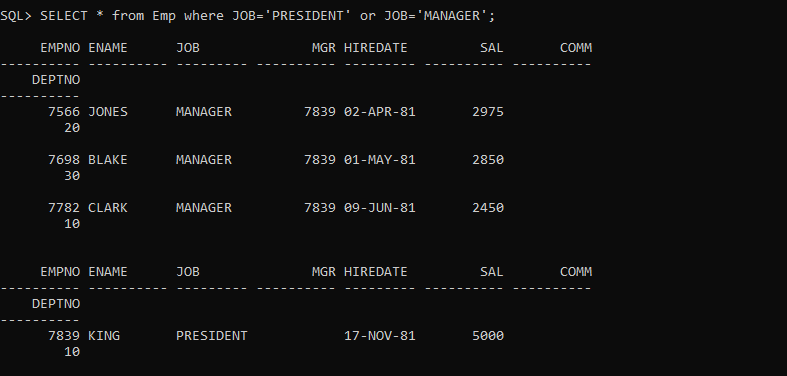 SQL> SELECT * from Emp where JOB='PRESIDENT' or JOB='MANAGER';
     EMPNO ENAME      JOB              MGR HIREDATE         SAL       COMM
---------- ---------- --------- ---------- --------- ---------- ----------
    DEPTNO
----------
      7566 JONES      MANAGER         7839 02-APR-81       2975
        20
      7698 BLAKE      MANAGER         7839 01-MAY-81       2850
        30
      7782 CLARK      MANAGER         7839 09-JUN-81       2450
        10
     EMPNO ENAME      JOB              MGR HIREDATE         SAL       COMM
---------- ---------- --------- ---------- --------- ---------- ----------
    DEPTNO
----------
      7839 KING       PRESIDENT            17-NOV-81       5000
        10